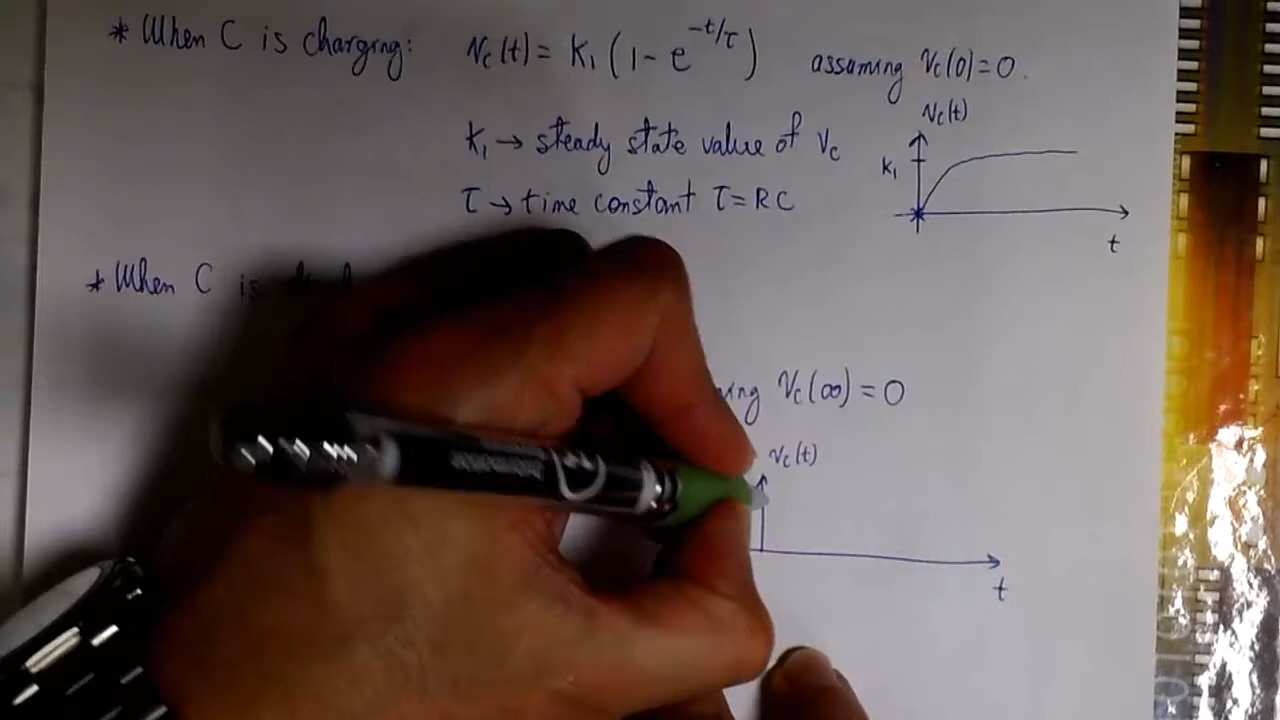 * When C is charging: Vc(t) = K₁ (1 - e^(-t/τ)) assuming Vc(0) = 0.
K₁ → steady state value of Vc
τ → time constant τ = RC
Vc(t)
K₁
t
* When C is
Vc(∞) = 0
Vc(t)
t